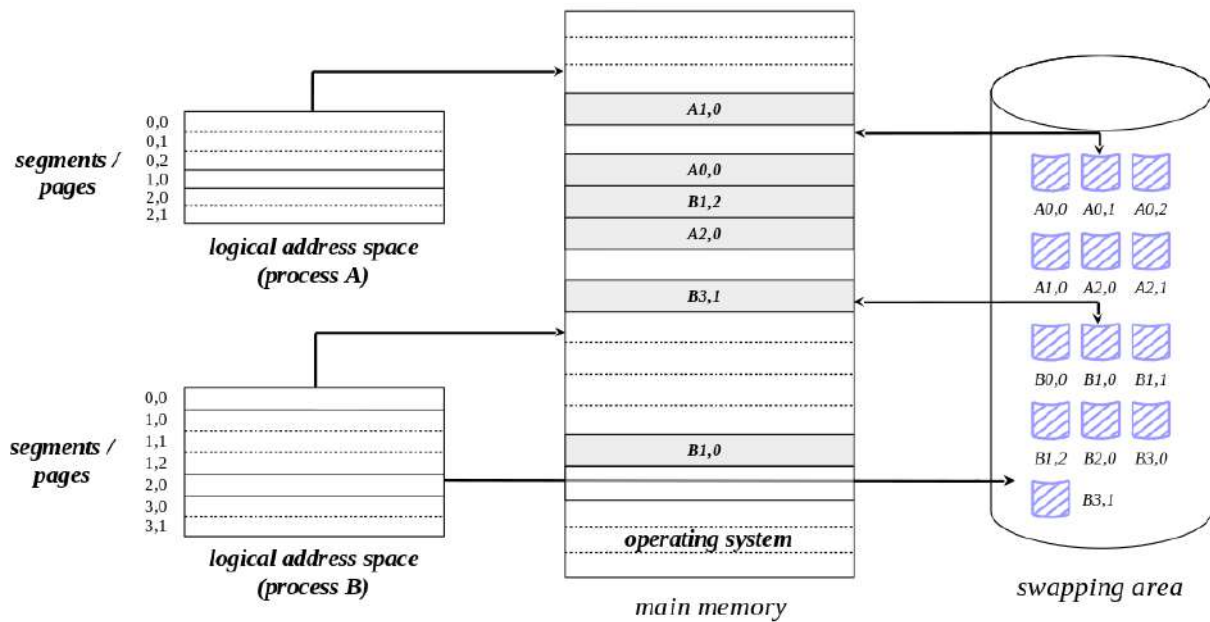 segments /
pages
0,0
0,1
0,2
1,0
2,0
2,1
logical address space
(process A)
segments /
pages
0,0
1,0
1,1
1,2
2,0
3,0
3,1
logical address space
(process B)
A1,0
A0,0
B1,2
A2,0
B3,1
B1,0
operating system
main memory
A0,0 A0,1 A0,2
A1,0 A2,0 A2,1
B0,0 B1,0 B1,1
B1,2 B2,0 B3,0
B3,1
swapping area